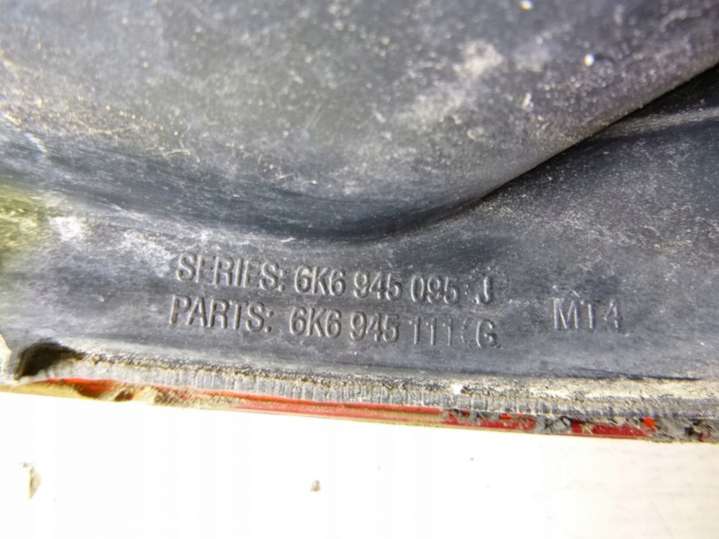 SERIES: 6K6 945 095 J
PARTS: 6K6 945 111 G MT4